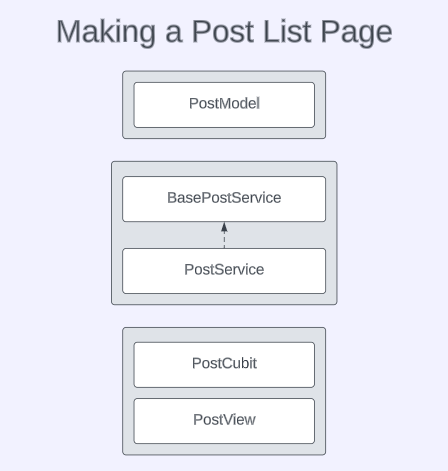 Making a Post List Page
PostModel
BasePostService
PostService
PostCubit
PostView